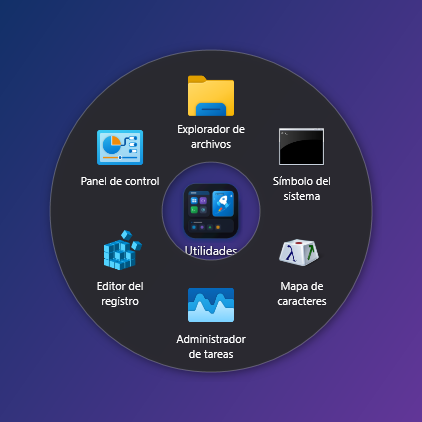 Explorador de
archivos
Panel de control
Símbolo del
sistema
Utilidades
Editor del
registro
Mapa de
caracteres
Administrador
de tareas